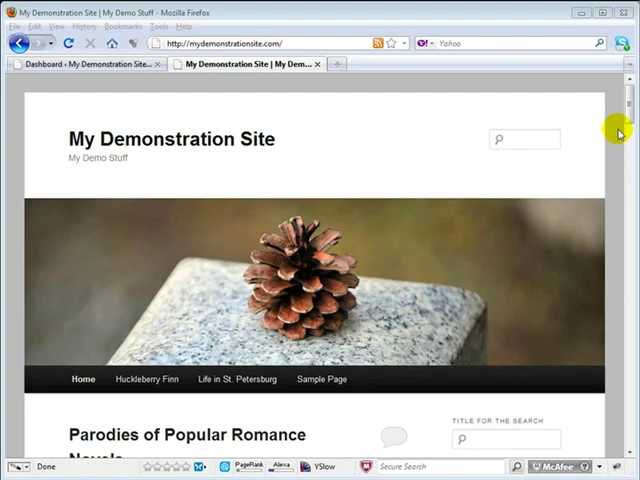 My Demonstration Site | My Demo Stuff - Mozilla Firefox
File Edit View History Bookmarks Tools Help
http://mydemonstrationsite.com/
Yahoo
Dashboard ‹ My Demonstration Site...
My Demonstration Site | My Dem...
My Demonstration Site
My Demo Stuff
Home Huckleberry Finn Life in St. Petersburg Sample Page
TITLE FOR THE SEARCH
Parodies of Popular Romance
Novels
Done
PageRank
Alexa
YSlow
Secure Search
McAfee